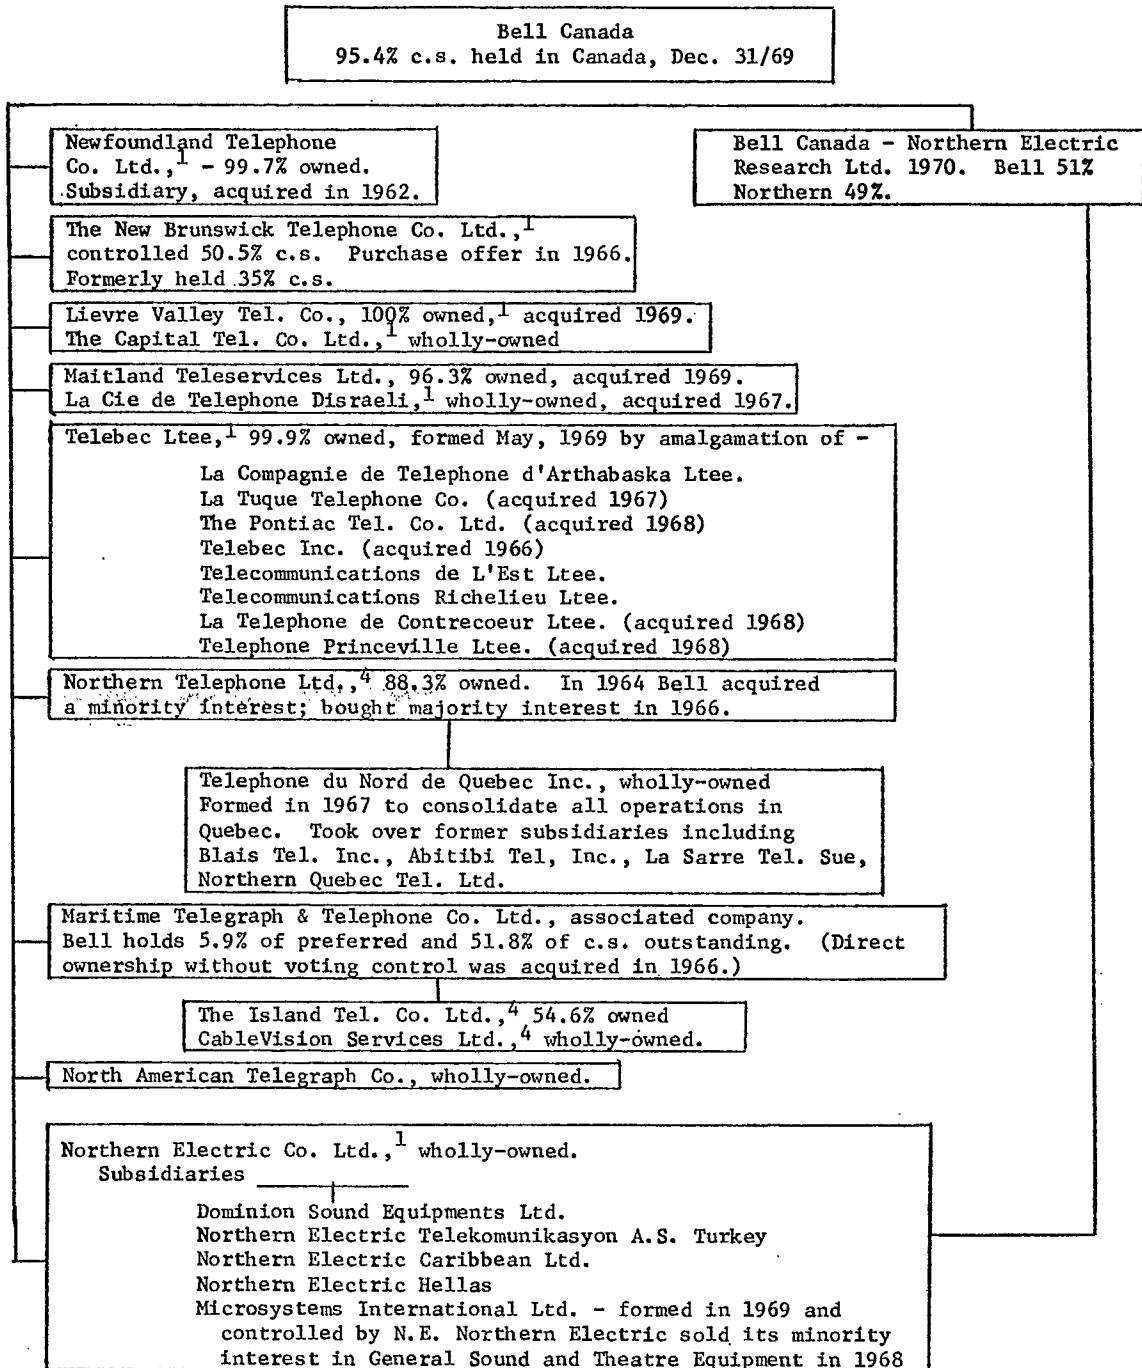 Bell Canada
95.4% c.s. held in Canada, Dec. 31/69
Newfoundland Telephone
Co. Ltd.,1 - 99.7% owned.
Subsidiary, acquired in 1962.
Bell Canada - Northern Electric
Research Ltd. 1970. Bell 51%
Northern 49%.
The New Brunswick Telephone Co. Ltd.,1
controlled 50.5% c.s. Purchase offer in 1966.
Formerly held 35% c.s.
Lievre Valley Tel. Co., 100% owned,1 acquired 1969.
The Capital Tel. Co. Ltd.,1 wholly-owned
Maitland Teleservices Ltd., 96.3% owned, acquired 1969.
La Cie de Telephone Disraeli,1 wholly-owned, acquired 1967.
Telebec Ltee,1 99.9% owned, formed May, 1969 by amalgamation of -
La Compagnie de Telephone d'Arthabaska Ltee.
La Tuque Telephone Co. (acquired 1967)
The Pontiac Tel. Co. Ltd. (acquired 1968)
Telebec Inc. (acquired 1966)
Telecommunications de L'Est Ltee.
Telecommunications Richelieu Ltee.
La Telephone de Contrecoeur Ltee. (acquired 1968)
Telephone Princeville Ltee. (acquired 1968)
Northern Telephone Ltd.,4 88.3% owned. In 1964 Bell acquired
a minority interest; bought majority interest in 1966.
Telephone du Nord de Quebec Inc., wholly-owned
Formed in 1967 to consolidate all operations in
Quebec. Took over former subsidiaries including
Blais Tel. Inc., Abitibi Tel, Inc., La Sarre Tel. Sue,
Northern Quebec Tel. Ltd.
Maritime Telegraph & Telephone Co. Ltd., associated company.
Bell holds 5.9% of preferred and 51.8% of c.s. outstanding. (Direct
ownership without voting control was acquired in 1966.)
The Island Tel. Co. Ltd.,4 54.6% owned
CableVision Services Ltd.,4 wholly-owned.
North American Telegraph Co., wholly-owned.
Northern Electric Co. Ltd.,1 wholly-owned.
Subsidiaries
Dominion Sound Equipments Ltd.
Northern Electric Telekomunikasyon A.S. Turkey
Northern Electric Caribbean Ltd.
Northern Electric Hellas
Microsystems International Ltd. - formed in 1969 and
controlled by N.E. Northern Electric sold its minority
interest in General Sound and Theatre Equipment in 1968